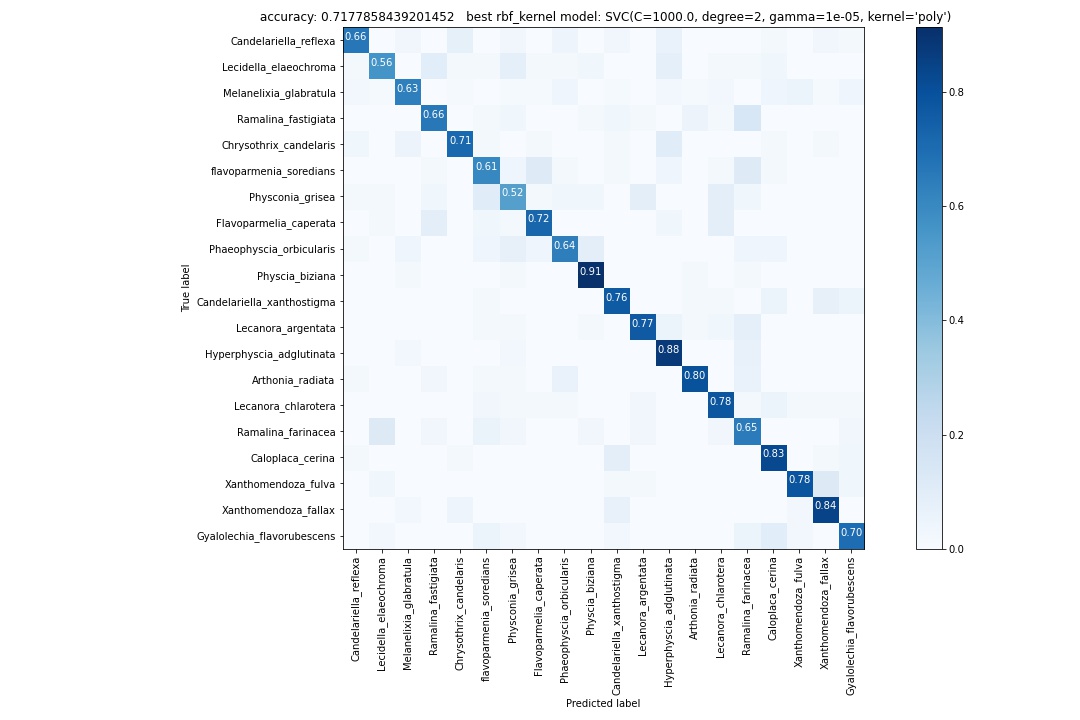 accuracy: 0.7177858439201452   best rbf_kernel model: SVC(C=1000.0, degree=2, gamma=1e-05, kernel='poly')
True label
Candelariella_reflexa 0.66
Lecidella_elaeochroma 0.56
Melanelixia_glabratula 0.63
Ramalina_fastigiata 0.66
Chrysothrix_candelaris 0.71
flavoparmenia_soredians 0.61
Physconia_grisea 0.52
Flavoparmelia_caperata 0.72
Phaeophyscia_orbicularis 0.64
Physcia_biziana 0.91
Candelariella_xanthostigma 0.76
Lecanora_argentata 0.77
Hyperphyscia_adglutinata 0.88
Arthonia_radiata 0.80
Lecanora_chlarotera 0.78
Ramalina_farinacea 0.65
Caloplaca_cerina 0.83
Xanthomendoza_fulva 0.78
Xanthomendoza_fallax 0.84
Gyalolechia_flavorubescens 0.70
Candelariella_reflexa
Lecidella_elaeochroma
Melanelixia_glabratula
Ramalina_fastigiata
Chrysothrix_candelaris
flavoparmenia_soredians
Physconia_grisea
Flavoparmelia_caperata
Phaeophyscia_orbicularis
Physcia_biziana
Candelariella_xanthostigma
Lecanora_argentata
Hyperphyscia_adglutinata
Arthonia_radiata
Lecanora_chlarotera
Ramalina_farinacea
Caloplaca_cerina
Xanthomendoza_fulva
Xanthomendoza_fallax
Gyalolechia_flavorubescens
Predicted label
0.8
0.6
0.4
0.2
0.0